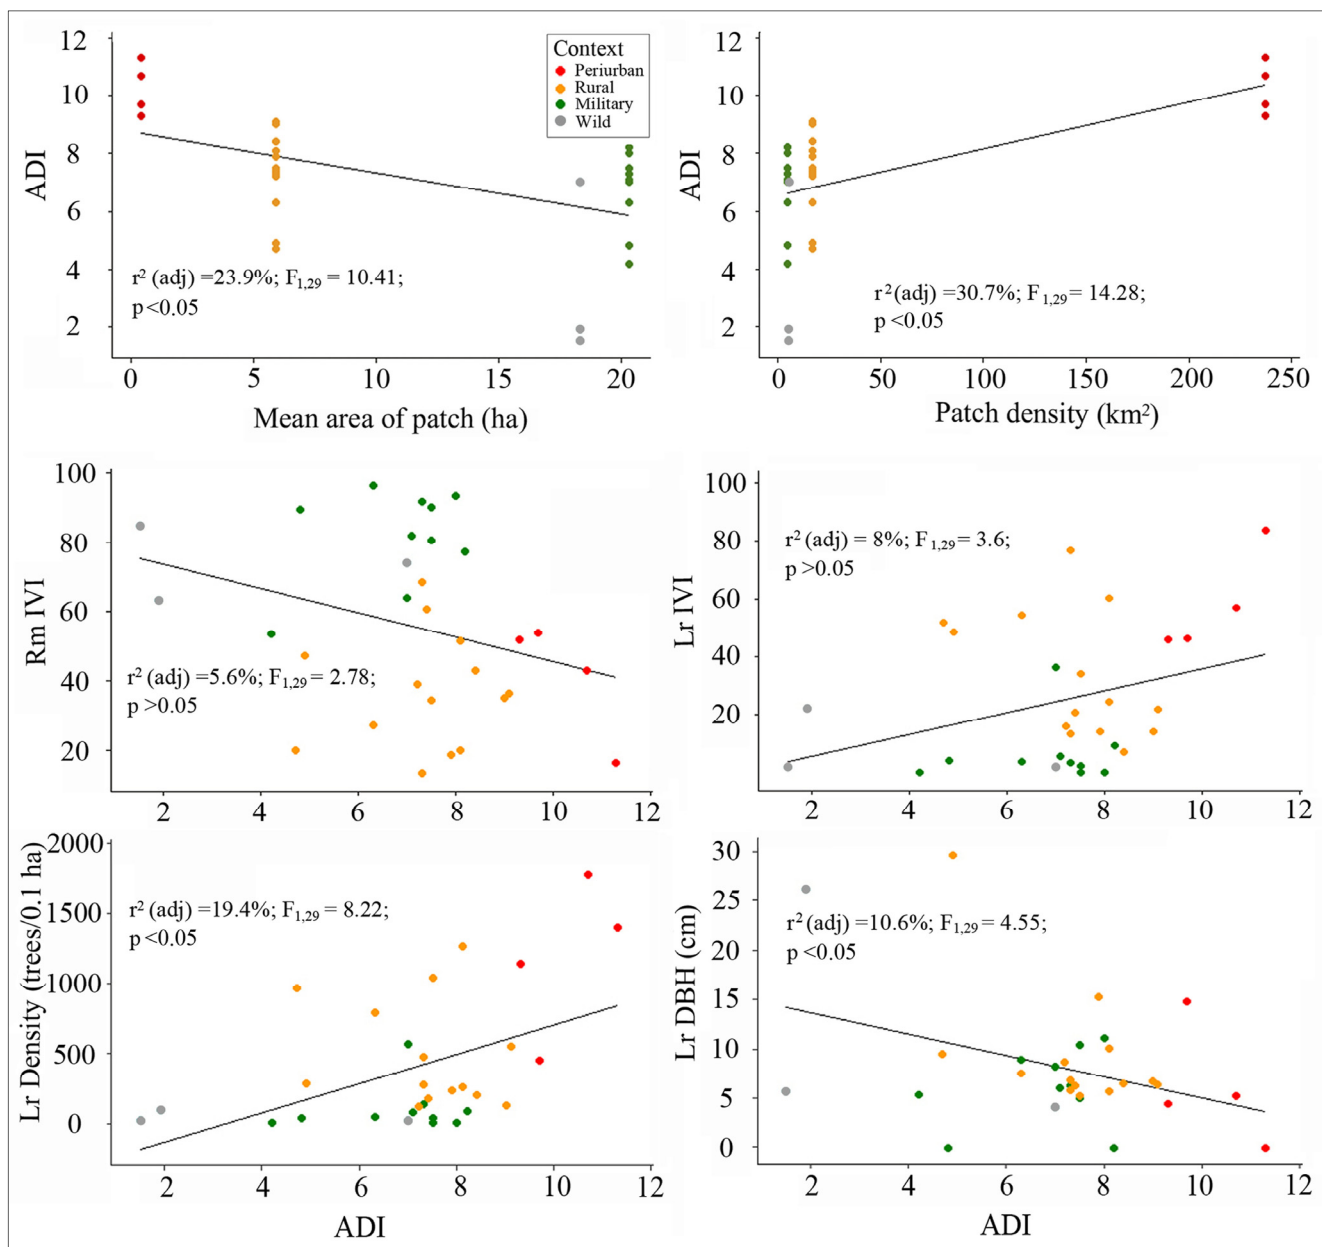 12
10
8
6
4
2
ADI
Context
Periurban
Rural
Military
Wild
r² (adj) =23.9%; F1,29 = 10.41;
p <0.05
0 5 10 15 20
Mean area of patch (ha)
12
10
8
6
4
2
ADI
r² (adj) =30.7%; F1,29 = 14.28;
p <0.05
0 50 100 150 200 250
Patch density (km²)
100
80
60
40
20
Rm IVI
r² (adj) =5.6%; F1,29 = 2.78;
p >0.05
2 4 6 8 10 12
100
80
60
40
20
Lr IVI
r² (adj) = 8%; F1,29 = 3.6;
p >0.05
2 4 6 8 10 12
2000
1500
1000
500
0
Lr Density (trees/0.1 ha)
r² (adj) =19.4%; F1,29 = 8.22;
p <0.05
2 4 6 8 10 12
ADI
30
25
20
15
10
5
0
Lr DBH (cm)
r² (adj) =10.6%; F1,29 = 4.55;
p <0.05
2 4 6 8 10 12
ADI